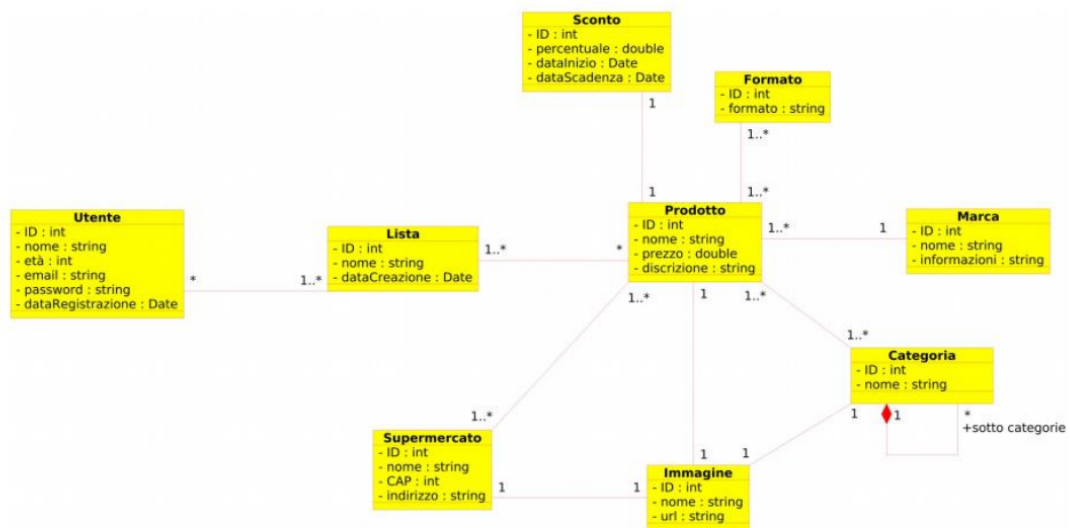 Sconto
- ID : int
- percentuale : double
- dataInizio : Date
- dataScadenza : Date
1
1
Formato
- ID : int
- formato : string
1..*
1..*
Utente
- ID : int
- nome : string
- età : int
- email : string
- password : string
- dataRegistrazione : Date
*
1..*
Lista
- ID : int
- nome : string
- dataCreazione : Date
1..*
*
Prodotto
- ID : int
- nome : string
- prezzo : double
- discrizione : string
1..*
1
Marca
- ID : int
- nome : string
- informazioni : string
1..*
1
1..*
1..*
Categoria
- ID : int
- nome : string
1
1
*
+sotto categorie
1..*
Supermercato
- ID : int
- nome : string
- CAP : int
- indirizzo : string
1
1
1
1
Immagine
- ID : int
- nome : string
- url : string